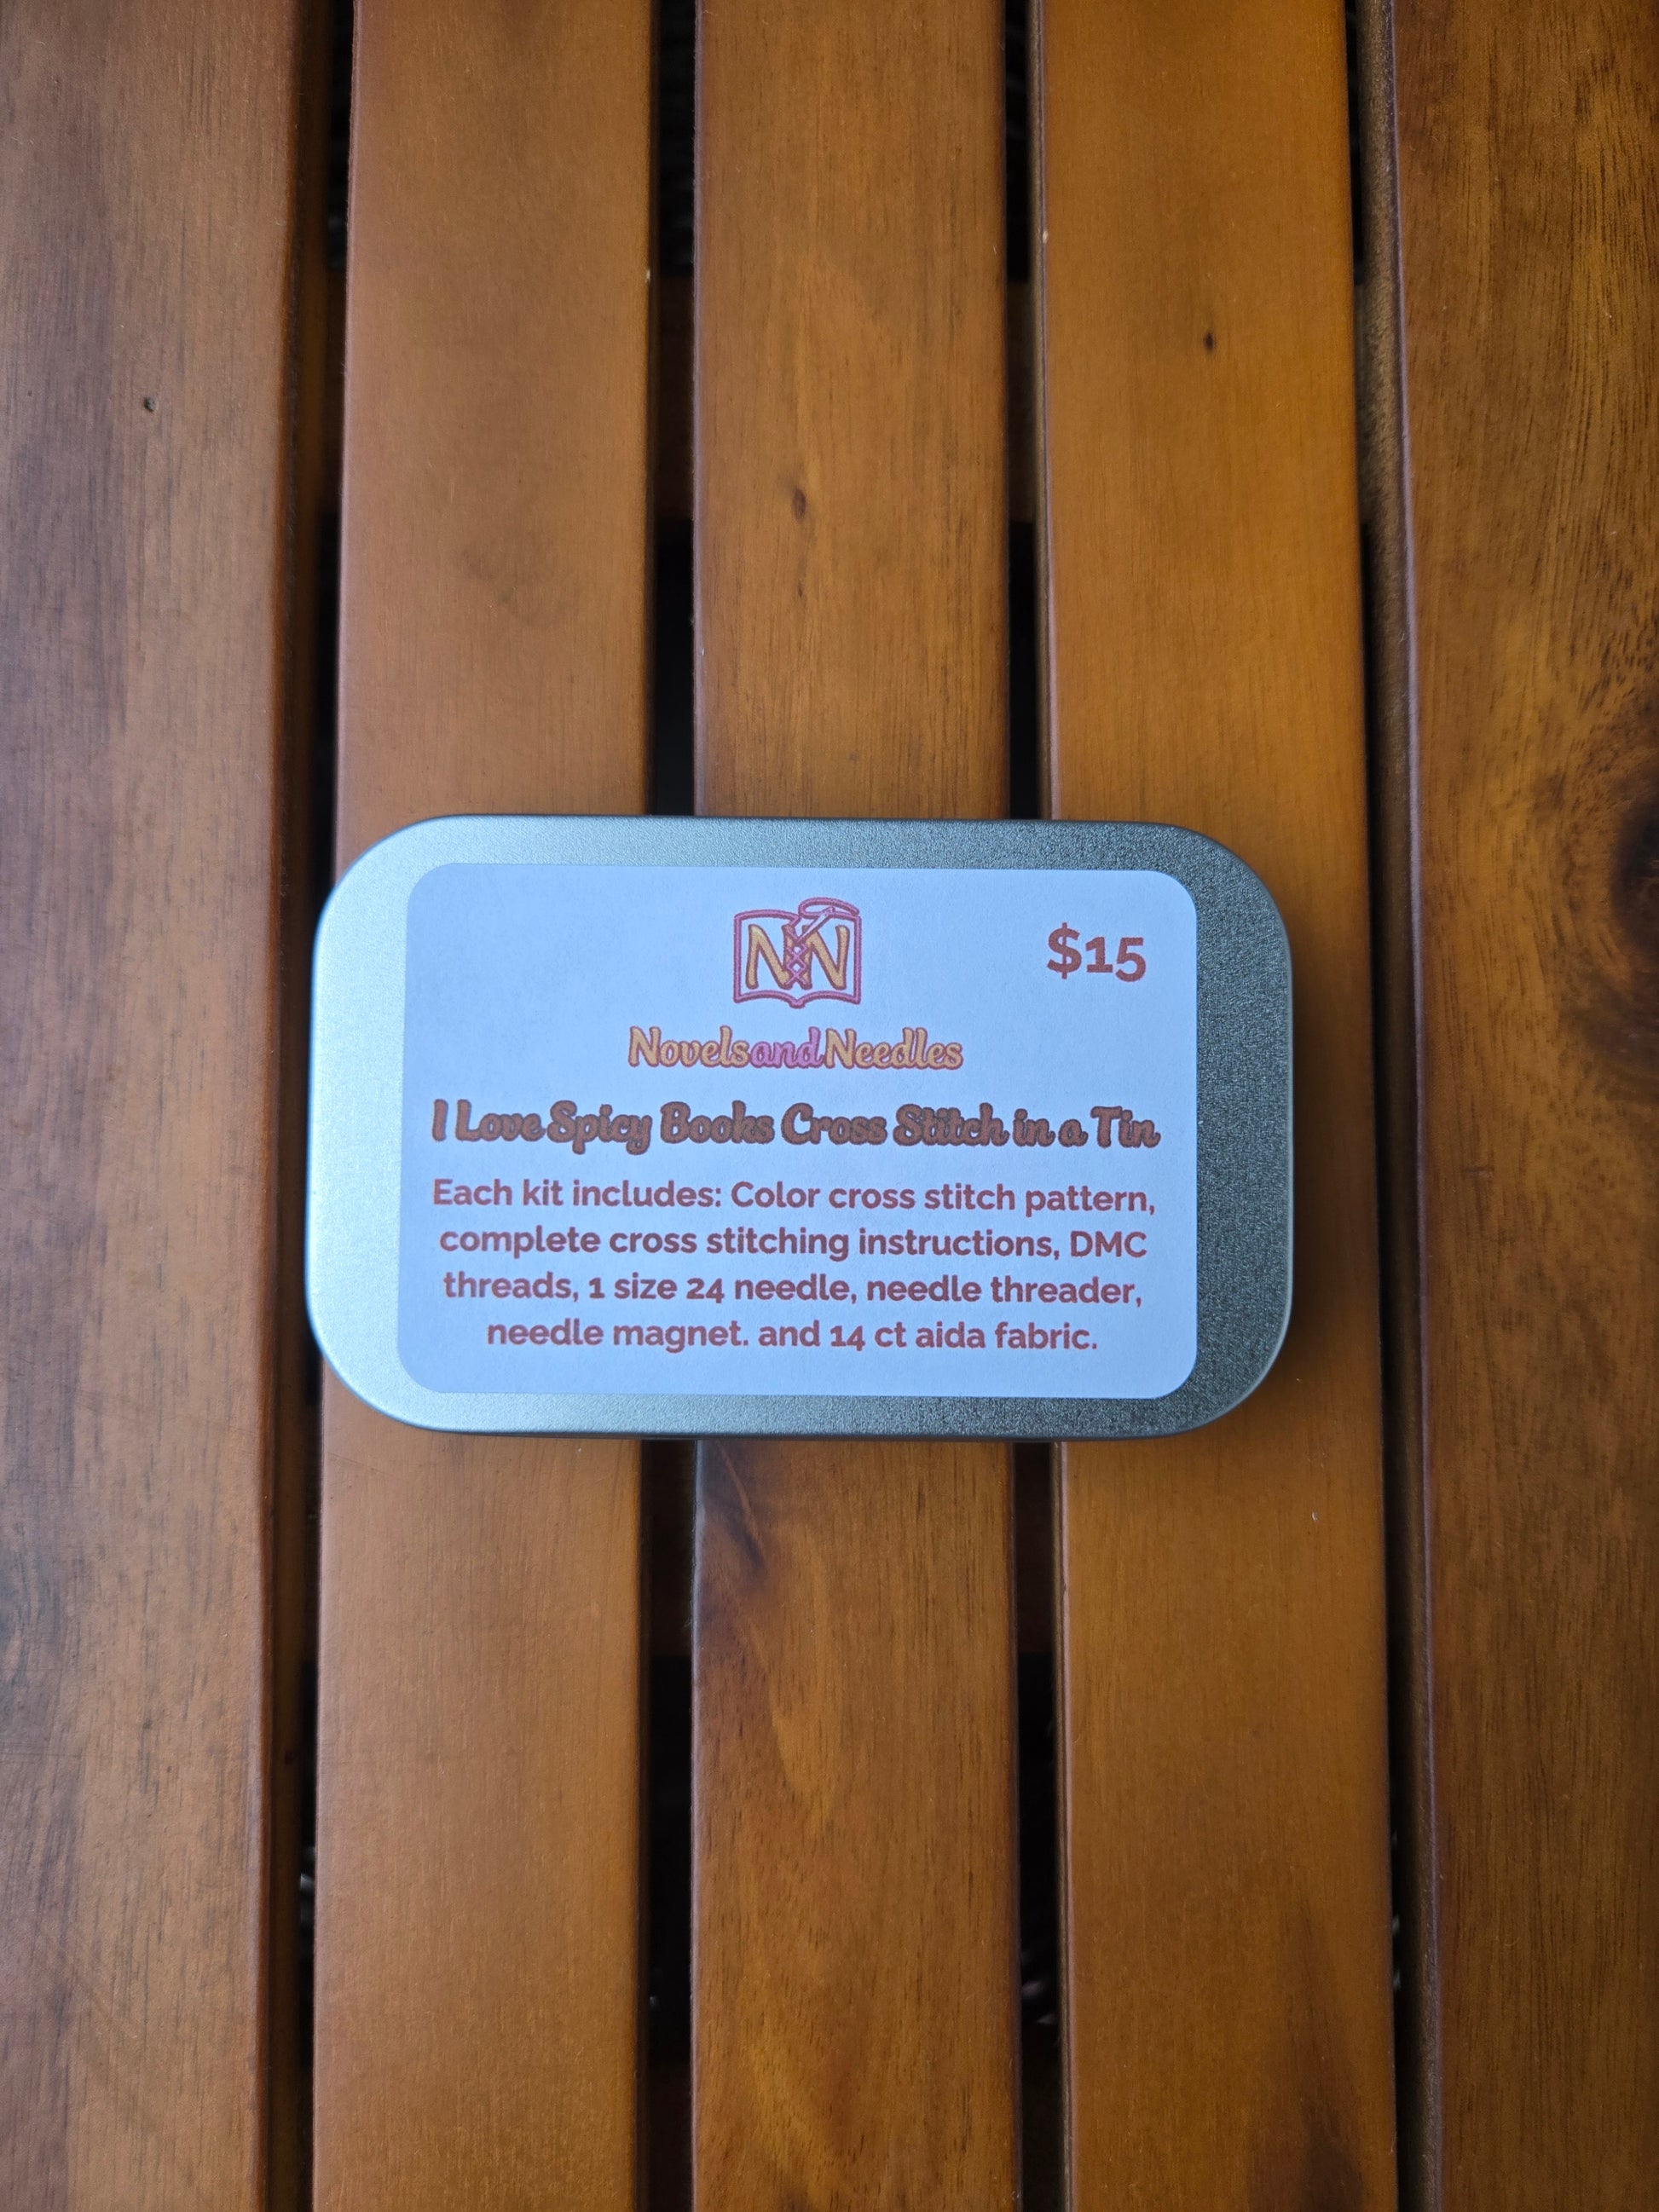 NN
$15
NovelsandNeedles
I Love Spicy Books Cross Stitch in a Tin
Each kit includes: Color cross stitch pattern,
complete cross stitching instructions, DMC
threads, 1 size 24 needle, needle threader,
needle magnet. and 14 ct aida fabric.